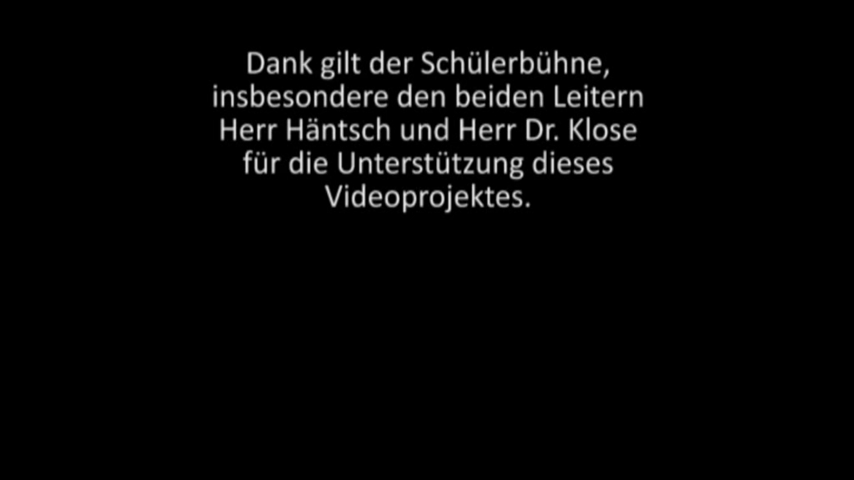 Dank gilt der Schülerbühne,
insbesondere den beiden Leitern
Herr Häntsch und Herr Dr. Klose
für die Unterstützung dieses
Videoprojektes.